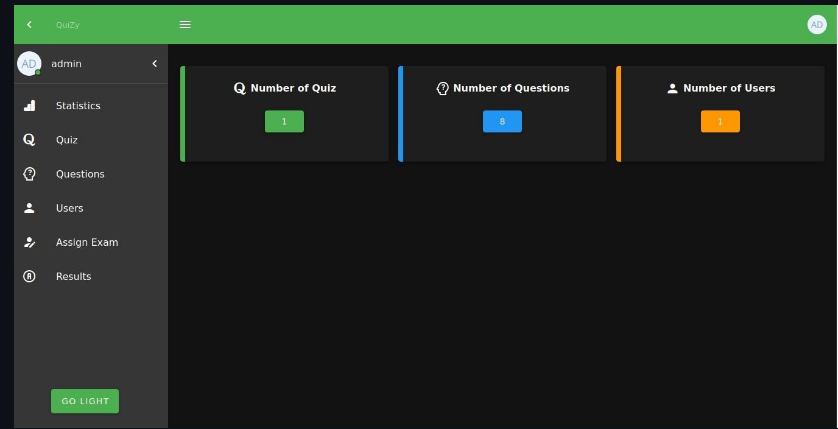 QuiZy
AD
AD
admin
Statistics
Q Quiz
Questions
Users
Assign Exam
Results
GO LIGHT
Q Number of Quiz
1
Number of Questions
8
Number of Users
1